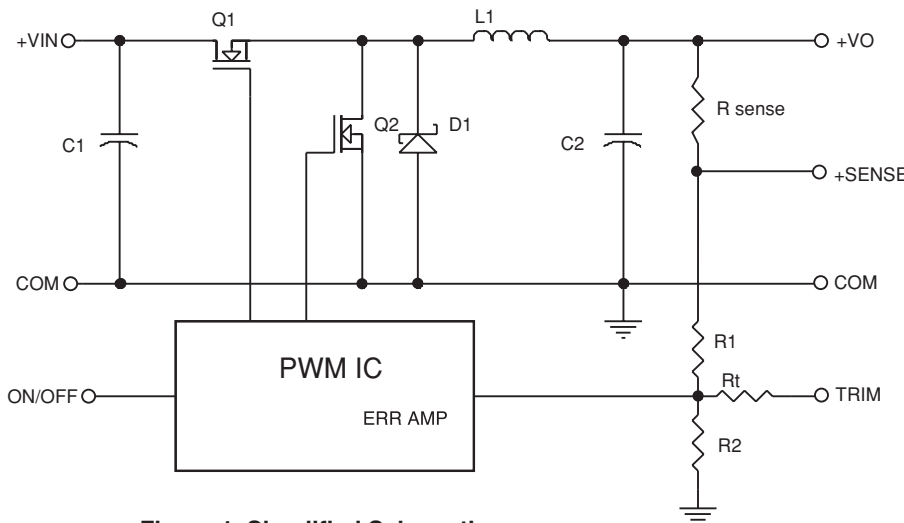 Q1
L1
+VIN
+VO
R sense
C1
Q2
D1
C2
+SENSE
COM
COM
R1
PWM IC
Rt
ON/OFF
TRIM
ERR AMP
R2